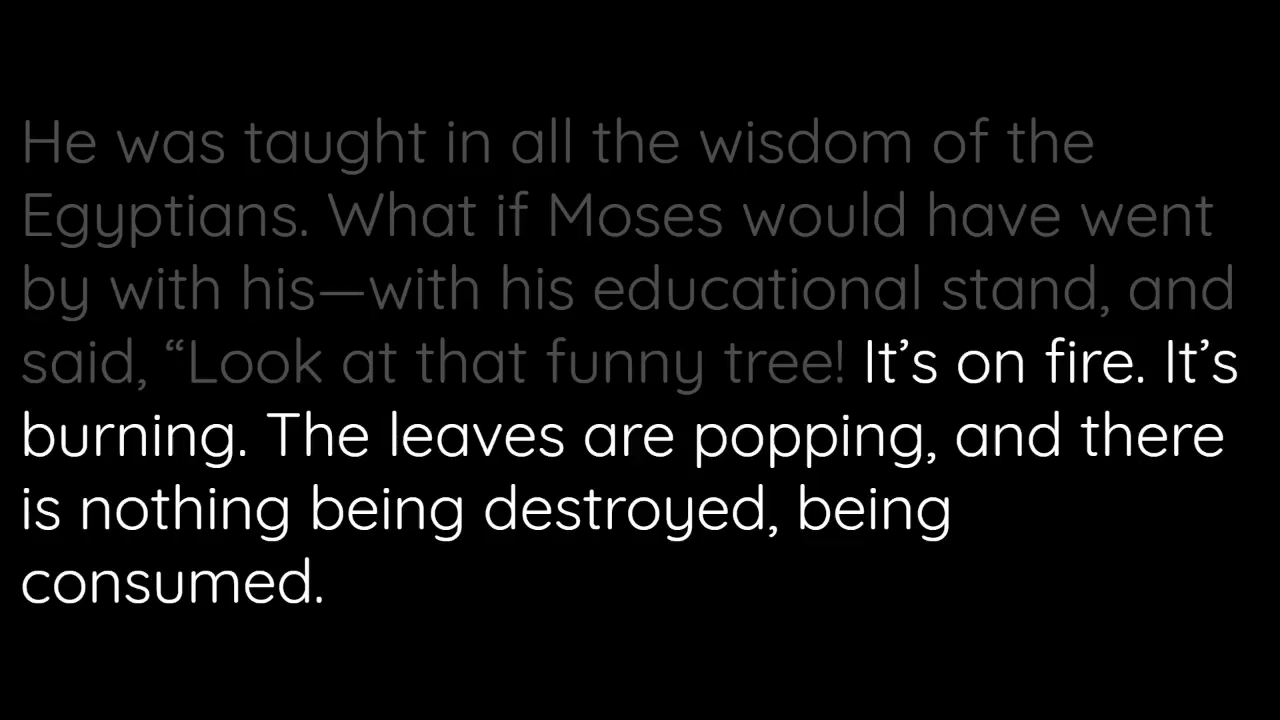 He was taught in all the wisdom of the
Egyptians. What if Moses would have went
by with his—with his educational stand, and
said, “Look at that funny tree! It’s on fire. It’s
burning. The leaves are popping, and there
is nothing being destroyed, being
consumed.